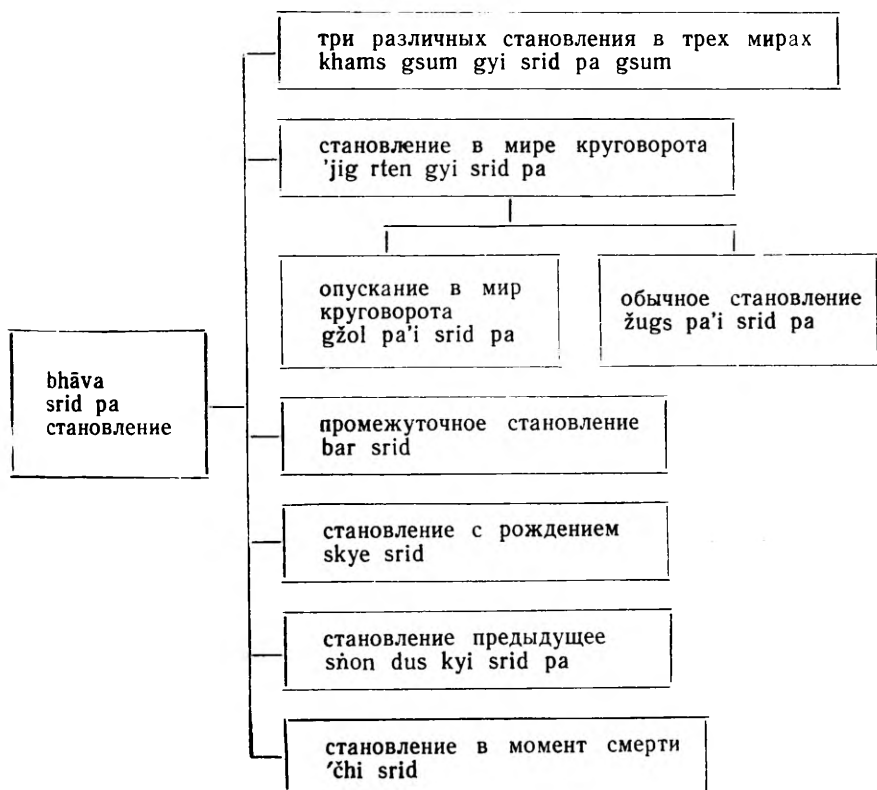 три различных становления в трех мирах
khams gsum gyi srid pa gsum
становление в мире круговорота
'jig rten gyi srid pa
опускание в мир
круговорота
gžol pa'i srid pa
обычное становление
žugs pa'i srid pa
bhāva
srid pa
становление
промежуточное становление
bar srid
становление с рождением
skye srid
становление предыдущее
sṅon dus kyi srid pa
становление в момент смерти
'čhi srid